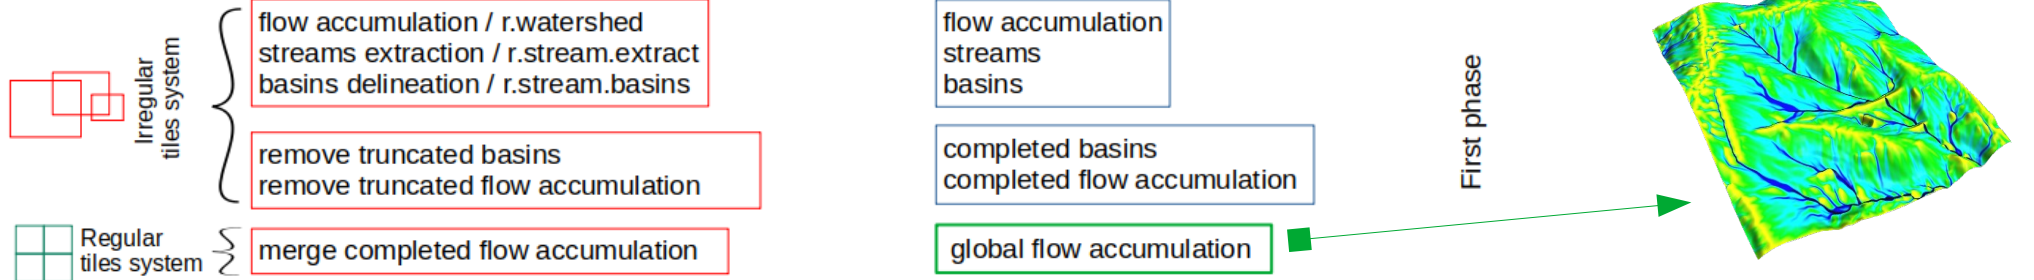 Irregular
tiles system
flow accumulation / r.watershed
streams extraction / r.stream.extract
basins delineation / r.stream.basins
remove truncated basins
remove truncated flow accumulation
flow accumulation
streams
basins
completed basins
completed flow accumulation
First phase
Regular
tiles system
merge completed flow accumulation
global flow accumulation